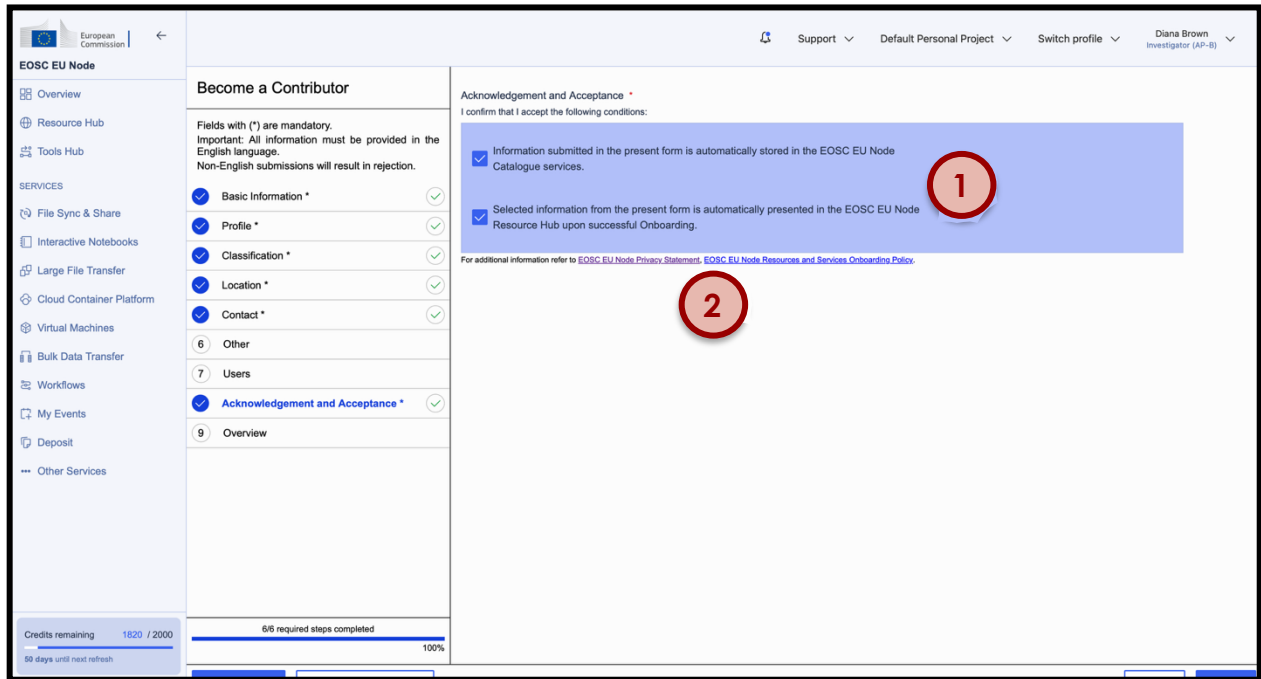 European
Commission
EOSC EU Node
Support
Default Personal Project
Switch profile
Diana Brown
Investigator (AP-B)
Overview
Resource Hub
Tools Hub
SERVICES
File Sync & Share
Interactive Notebooks
Large File Transfer
Cloud Container Platform
Virtual Machines
Bulk Data Transfer
Workflows
My Events
Deposit
Other Services
Credits remaining 1820 / 2000
50 days until next refresh
Become a Contributor
Fields with (*) are mandatory.
Important: All information must be provided in the
English language.
Non-English submissions will result in rejection.
Basic Information *
Profile *
Classification *
Location *
Contact *
6 Other
7 Users
Acknowledgement and Acceptance *
9 Overview
6/6 required steps completed
100%
Acknowledgement and Acceptance *
I confirm that I accept the following conditions:
Information submitted in the present form is automatically stored in the EOSC EU Node
Catalogue services.
1
Selected information from the present form is automatically presented in the EOSC EU Node
Resource Hub upon successful Onboarding.
For additional information refer to EOSC EU Node Privacy Statement, EOSC EU Node Resources and Services Onboarding Policy.
2